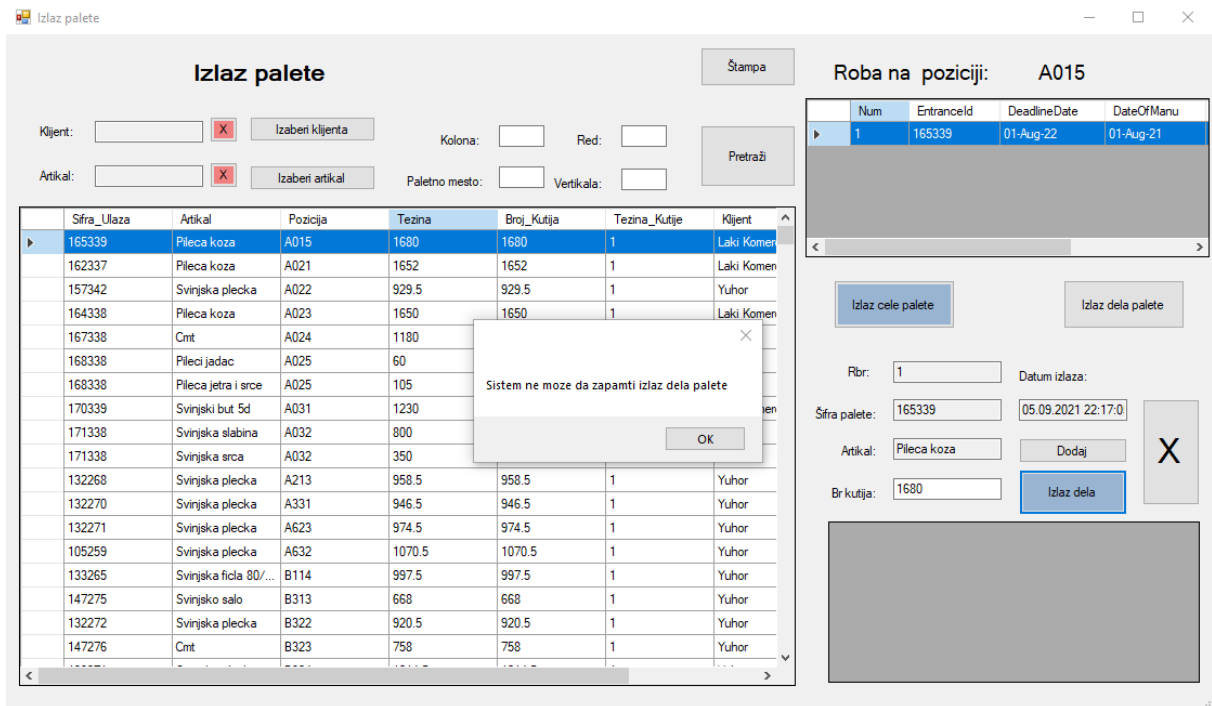 Izlaz palete
Izlaz palete
Štampa
Roba na poziciji: A015
Klijent: X Izaberi klijenta
Kolona: Red:
Pretraži
Artikal: X Izaberi artikal
Paletno mesto: Vertikala:
Num EntranceId DeadlineDate DateOfManu
1 165339 01-Aug-22 01-Aug-21
Sifra_Ulaza Artikal Pozicija Tezina Broj_Kutija Tezina_Kutije Klijent
165339 Pileca koza A015 1680 1680 1 Laki Komer
162337 Pileca koza A021 1652 1652 1 Laki Komer
157342 Svinjska plecka A022 929.5 929.5 1 Yuhor
164338 Pileca koza A023 1650 1650 1 Laki Komer
167338 Cmt A024 1180
168338 Pileci jadac A025 60
168338 Pileca jetra i srce A025 105
170339 Svinjski but 5d A031 1230
171338 Svinjska slabina A032 800
171338 Svinjska srca A032 350
132268 Svinjska plecka A213 958.5 958.5 1 Yuhor
132270 Svinjska plecka A331 946.5 946.5 1 Yuhor
132271 Svinjska plecka A623 974.5 974.5 1 Yuhor
105259 Svinjska plecka A632 1070.5 1070.5 1 Yuhor
133265 Svinjska ficla 80/... B114 997.5 997.5 1 Yuhor
147275 Svinjsko salo B313 668 668 1 Yuhor
132272 Svinjska plecka B322 920.5 920.5 1 Yuhor
147276 Cmt B323 758 758 1 Yuhor
Sistem ne moze da zapamti izlaz dela palete
OK
Izlaz cele palete
Izlaz dela palete
Rbr: 1 Datum izlaza:
Šifra palete: 165339 05.09.2021 22:17:0
Artikal: Pileca koza Dodaj
X
Br kutija: 1680 Izlaz dela